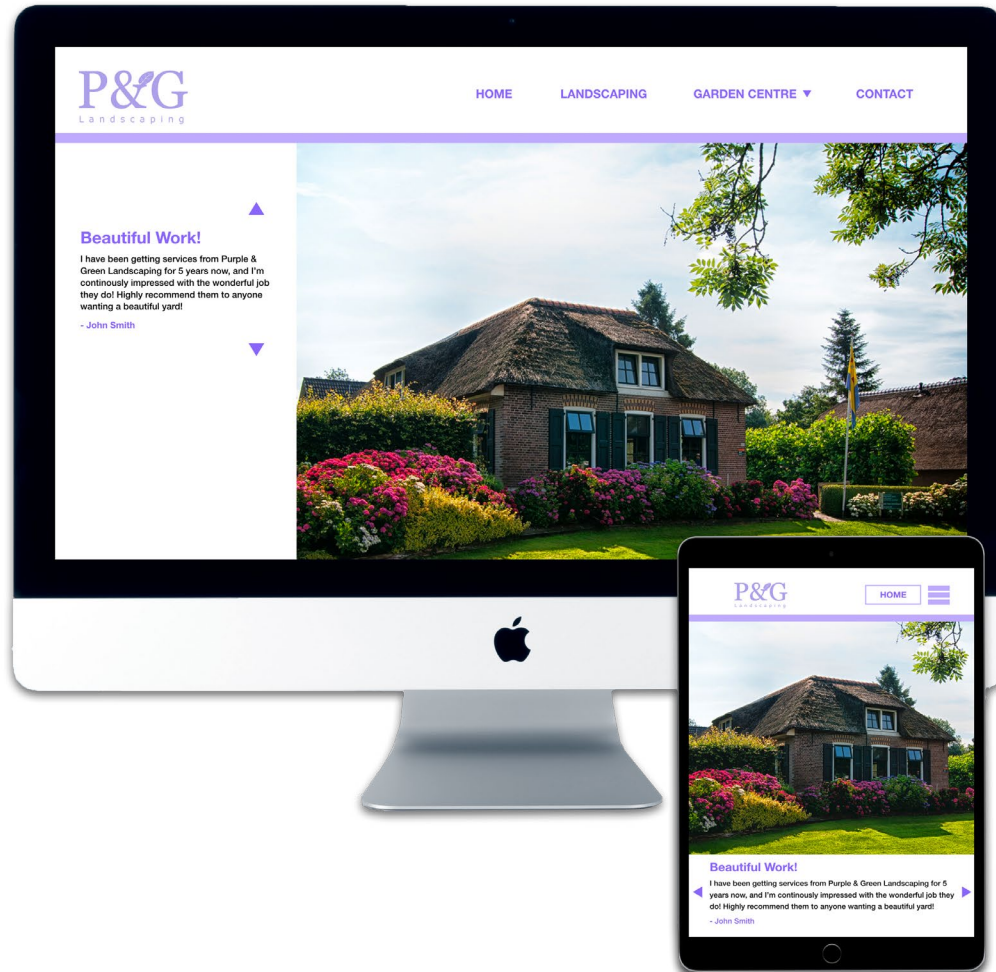 P&G
Landscaping
HOME
LANDSCAPING
GARDEN CENTRE ▼
CONTACT
Beautiful Work!
I have been getting services from Purple &
Green Landscaping for 5 years now, and I'm
continously impressed with the wonderful job
they do! Highly recommend them to anyone
wanting a beautiful yard!
- John Smith
P&G
Landscaping
HOME
Beautiful Work!
I have been getting services from Purple & Green Landscaping for 5
years now, and I'm continously impressed with the wonderful job they
do! Highly recommend them to anyone wanting a beautiful yard!
- John Smith